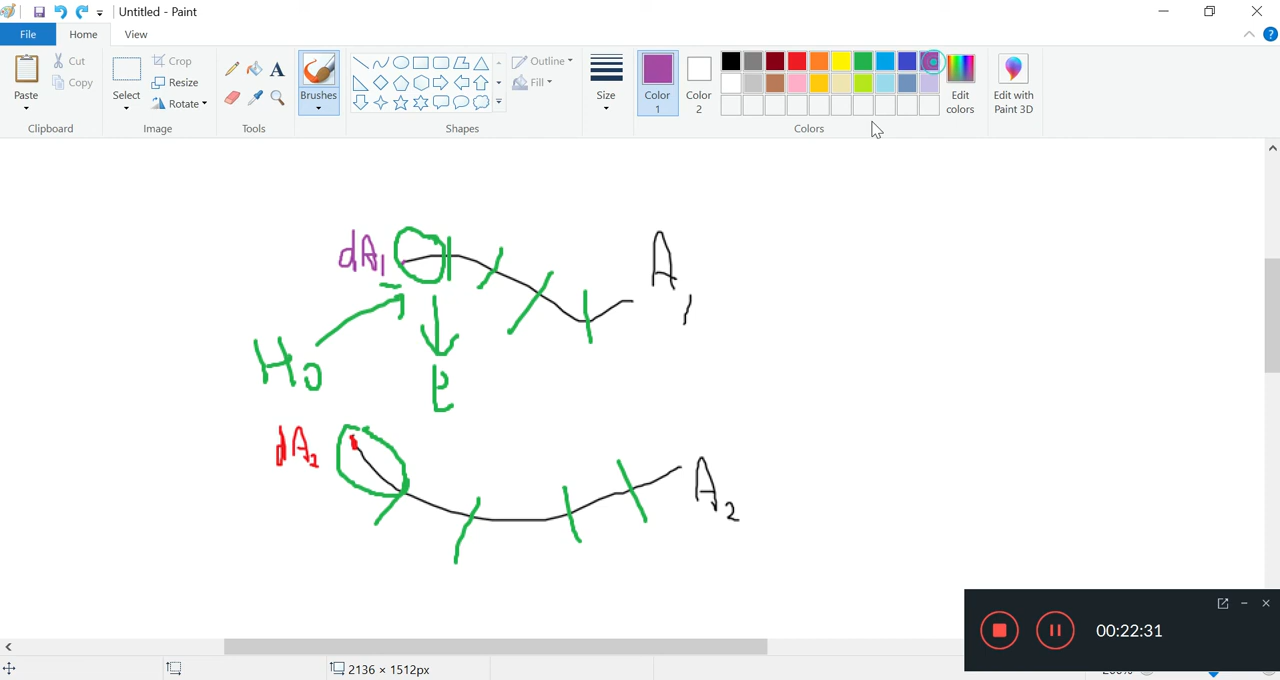 Untitled - Paint
File Home View
Paste
Cut
Copy
Clipboard
Select
Crop
Resize
Rotate
Image
Tools
Brushes
Shapes
Outline
Fill
Size
Color 1
Color 2
Colors
Edit colors
Edit with Paint 3D
dA1
A1
H0
dA2
A2
00:22:31
2136 × 1512px